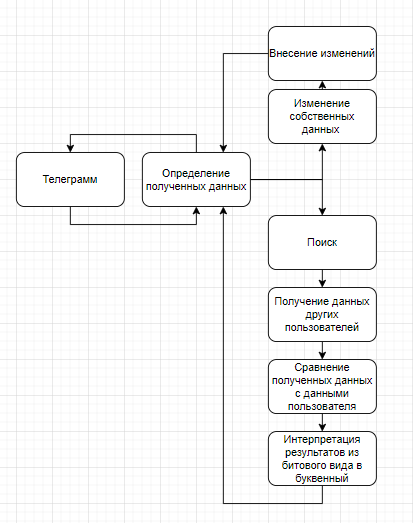 Внесение изменений
Изменение
собственных
данных
Телеграмм
Определение
полученных данных
Поиск
Получение данных
других
пользователей
Сравнение
полученных данных
с данными
пользователя
Интерпретация
результатов из
битового вида в
буквенный